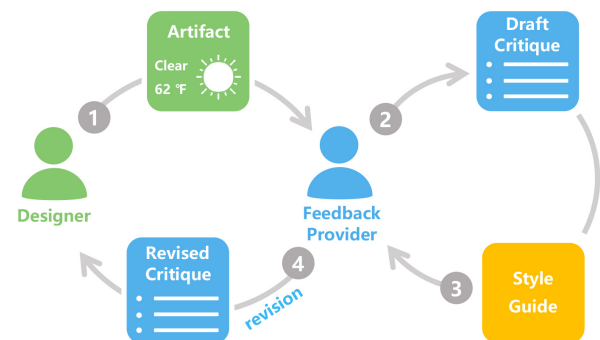 Artifact
Clear
62 °F
1
Designer
2
Draft
Critique
Feedback
Provider
Style
Guide
3
4
revision
Revised
Critique